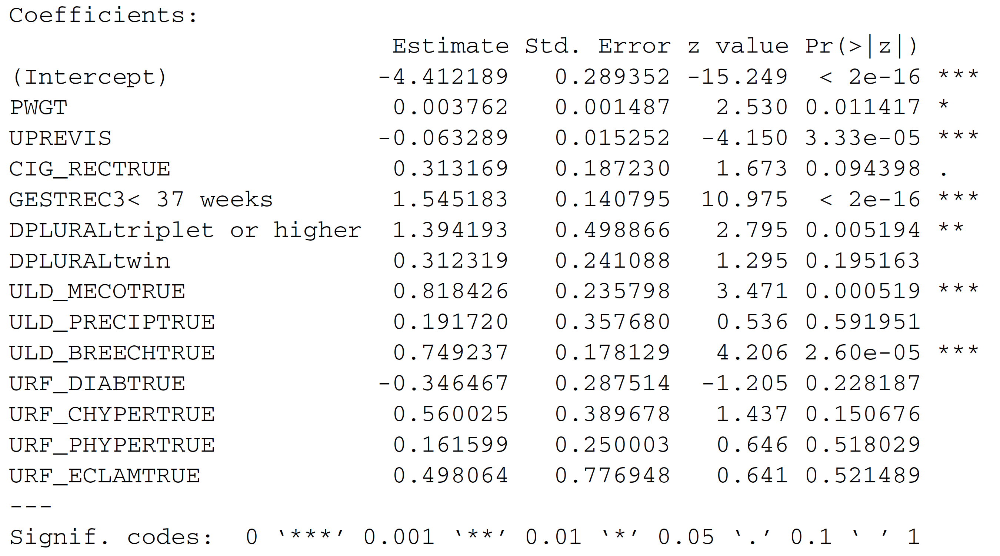 Coefficients:
                          Estimate Std. Error z value Pr(>|z|)
(Intercept)              -4.412189   0.289352 -15.249  < 2e-16 ***
PWGT                      0.003762   0.001487   2.530 0.011417 *
UPREVIS                  -0.063289   0.015252  -4.150 3.33e-05 ***
CIG_RECTRUE               0.313169   0.187230   1.673 0.094398 .
GESTREC3< 37 weeks        1.545183   0.140795  10.975  < 2e-16 ***
DPLURALtriplet or higher  1.394193   0.498866   2.795 0.005194 **
DPLURALtwin               0.312319   0.241088   1.295 0.195163
ULD_MECOTRUE              0.818426   0.235798   3.471 0.000519 ***
ULD_PRECIPTRUE            0.191720   0.357680   0.536 0.591951
ULD_BREECHTRUE            0.749237   0.178129   4.206 2.60e-05 ***
URF_DIABTRUE             -0.346467   0.287514  -1.205 0.228187
URF_CHYPERTRUE            0.560025   0.389678   1.437 0.150676
URF_PHYPERTRUE            0.161599   0.250003   0.646 0.518029
URF_ECLAMTRUE             0.498064   0.776948   0.641 0.521489
---
Signif. codes:  0 ‘***’ 0.001 ‘**’ 0.01 ‘*’ 0.05 ‘.’ 0.1 ‘ ’ 1